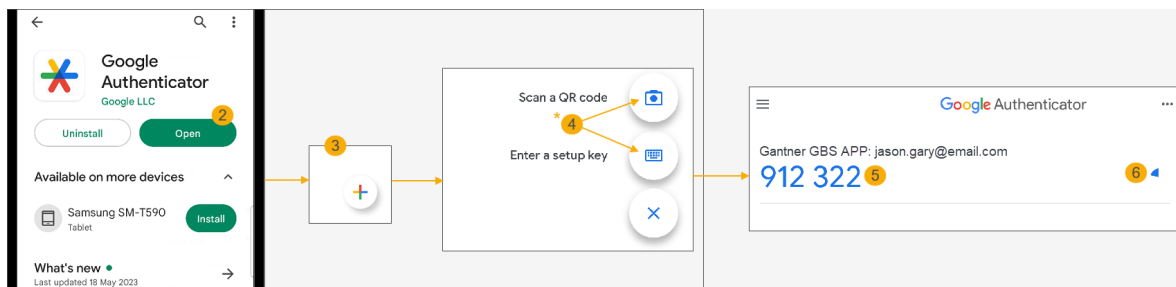 Google
Authenticator
Google LLC
2
Uninstall
Open
Available on more devices
Samsung SM-T590
Tablet
Install
What's new
Last updated 18 May 2023
3
Scan a QR code
* 4
Enter a setup key
Google Authenticator
Gantner GBS APP: jason.gary@email.com
912 322 5
6